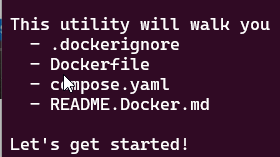 This utility will walk you
- .dockerignore
- Dockerfile
- compose.yaml
- README.Docker.md
Let's get started!